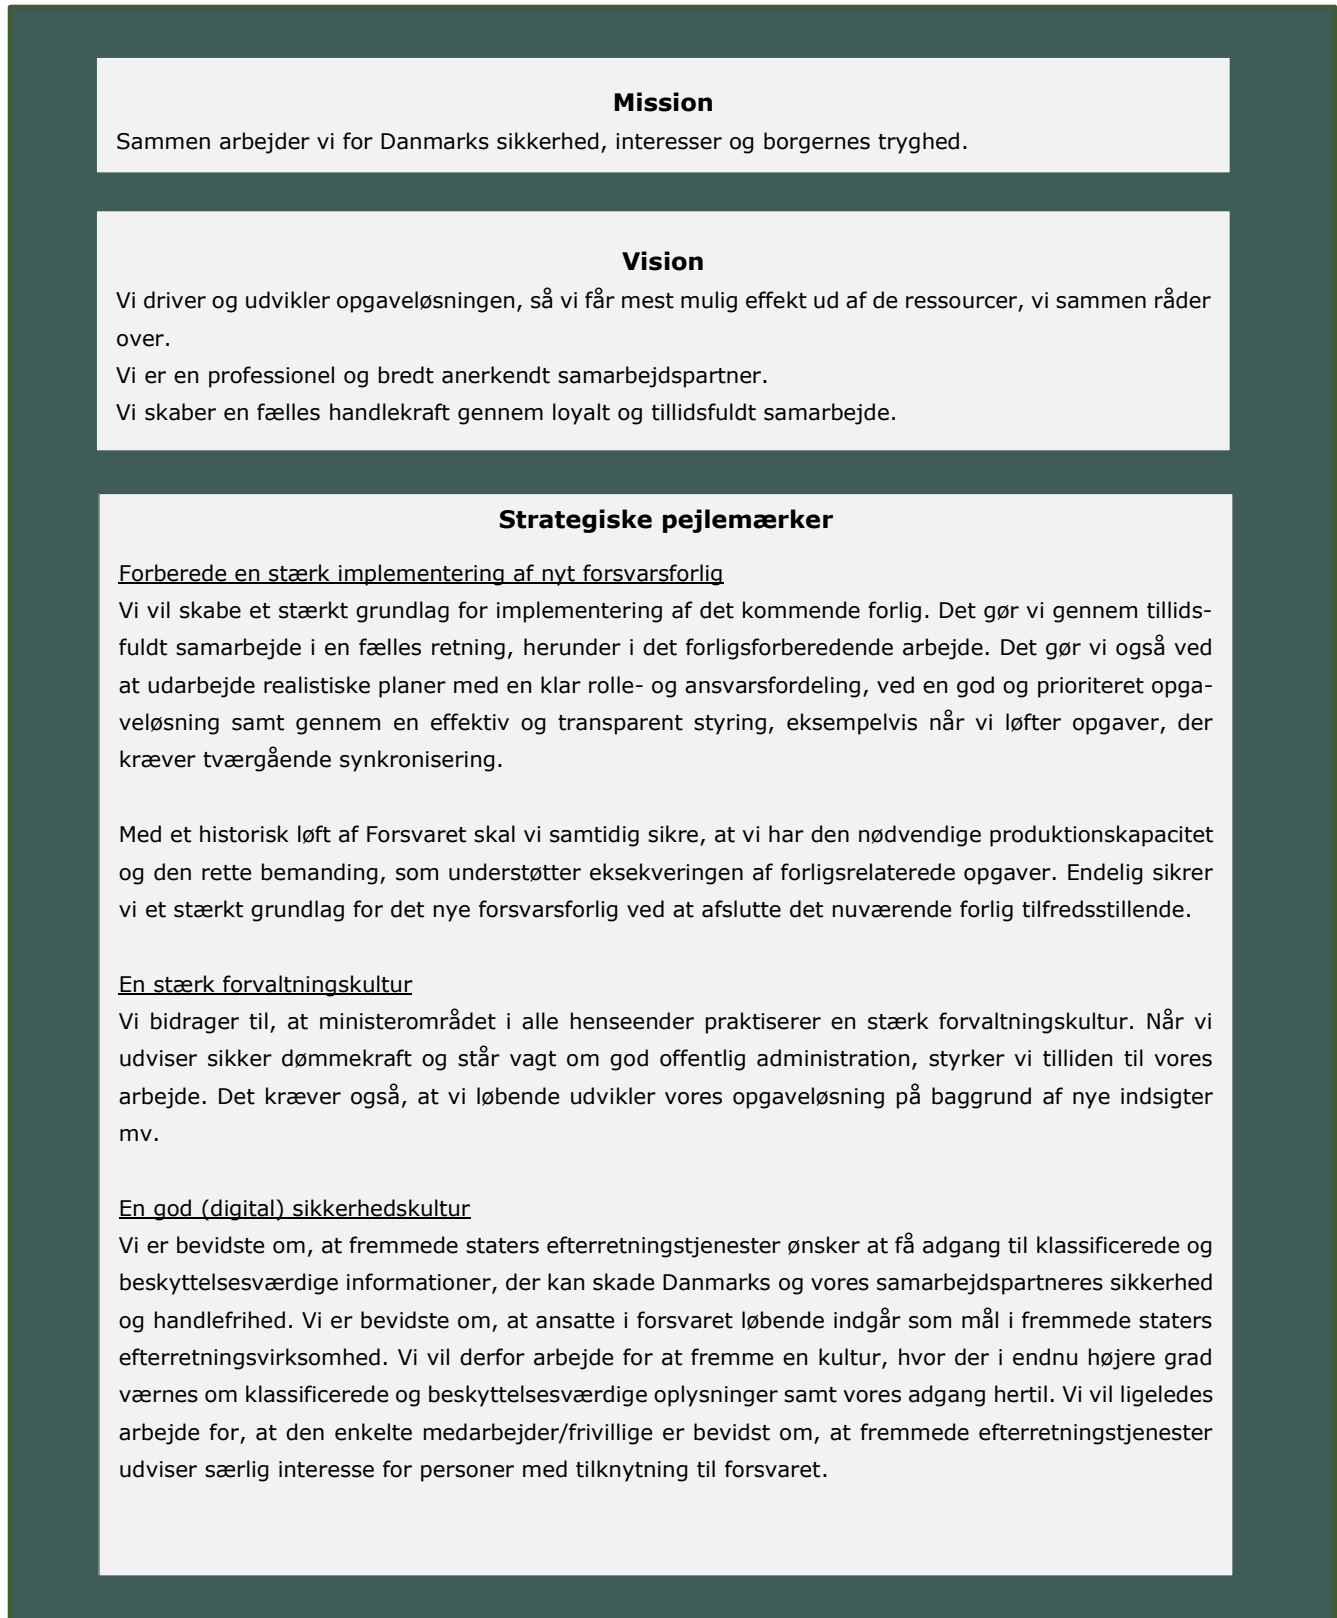 Mission
Sammen arbejder vi for Danmarks sikkerhed, interesser og borgernes tryghed.
Vision
Vi driver og udvikler opgaveløsningen, så vi får mest mulig effekt ud af de ressourcer, vi sammen råder
over.
Vi er en professionel og bredt anerkendt samarbejdspartner.
Vi skaber en fælles handlekraft gennem loyalt og tillidsfuldt samarbejde.
Strategiske pejlemærker
Forberede en stærk implementering af nyt forsvarsforlig
Vi vil skabe et stærkt grundlag for implementering af det kommende forlig. Det gør vi gennem tillids-
fuldt samarbejde i en fælles retning, herunder i det forligsforberedende arbejde. Det gør vi også ved
at udarbejde realistiske planer med en klar rolle- og ansvarsfordeling, ved en god og prioriteret opga-
veløsning samt gennem en effektiv og transparent styring, eksempelvis når vi løfter opgaver, der
kræver tværgående synkronisering.
Med et historisk løft af Forsvaret skal vi samtidig sikre, at vi har den nødvendige produktionskapacitet
og den rette bemanding, som understøtter eksekveringen af forligsrelaterede opgaver. Endelig sikrer
vi et stærkt grundlag for det nye forsvarsforlig ved at afslutte det nuværende forlig tilfredsstillende.
En stærk forvaltningskultur
Vi bidrager til, at ministerområdet i alle henseender praktiserer en stærk forvaltningskultur. Når vi
udviser sikker dømmekraft og står vagt om god offentlig administration, styrker vi tilliden til vores
arbejde. Det kræver også, at vi løbende udvikler vores opgaveløsning på baggrund af nye indsigter
mv.
En god (digital) sikkerhedskultur
Vi er bevidste om, at fremmede staters efterretningstjenester ønsker at få adgang til klassificerede og
beskyttelsesværdige informationer, der kan skade Danmarks og vores samarbejdspartneres sikkerhed
og handlefrihed. Vi er bevidste om, at ansatte i forsvaret løbende indgår som mål i fremmede staters
efterretningsvirksomhed. Vi vil derfor arbejde for at fremme en kultur, hvor der i endnu højere grad
værnes om klassificerede og beskyttelsesværdige oplysninger samt vores adgang hertil. Vi vil ligeledes
arbejde for, at den enkelte medarbejder/frivillige er bevidst om, at fremmede efterretningstjenester
udviser særlig interesse for personer med tilknytning til forsvaret.